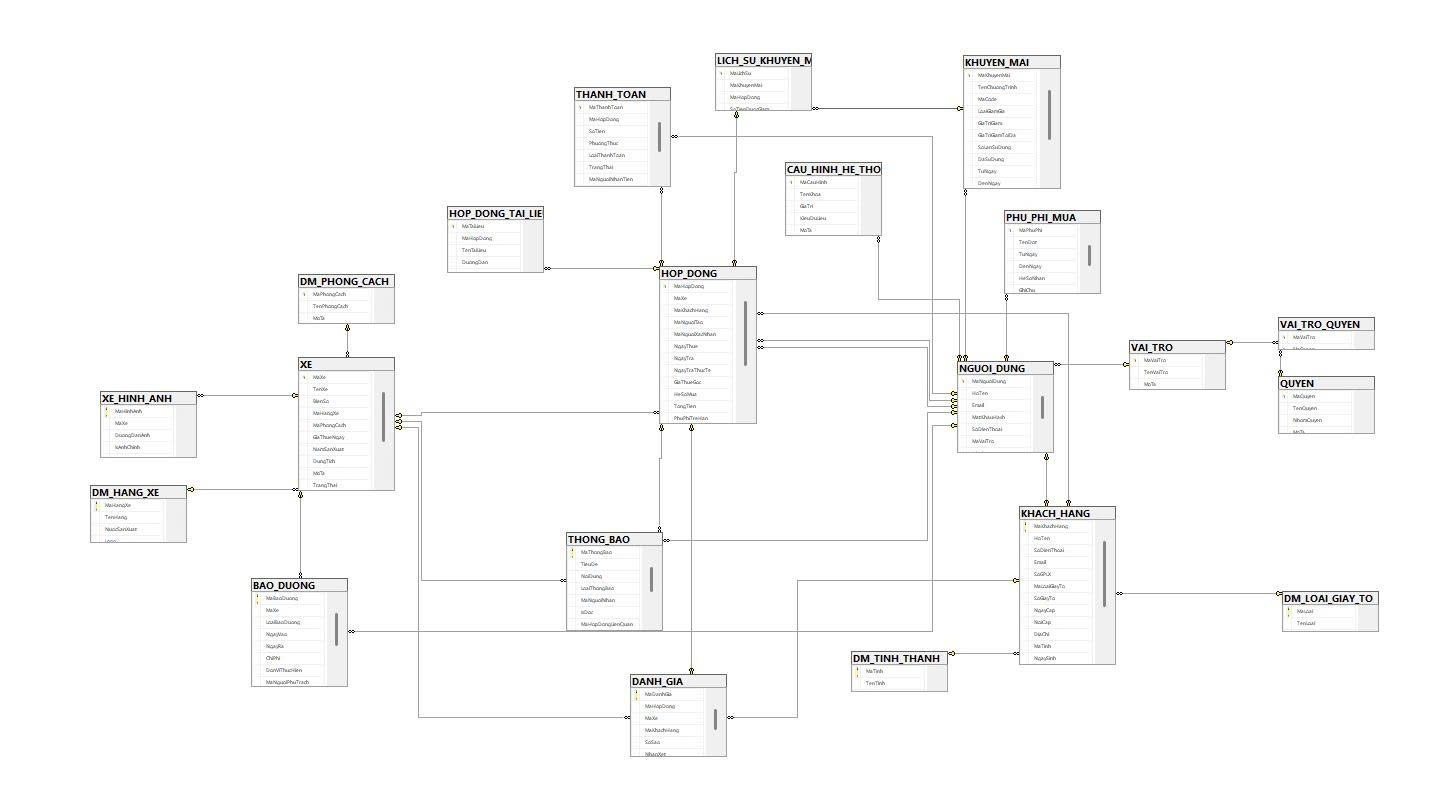 LICH_SU_KHUYEN_M
MaLichSu
MaKhuyenMai
MaHopDong
SoTienDuocGiam
KHUYEN_MAI
MaKhuyenMai
TenChuongTrinh
MaCode
LoaiGiamGia
GiaTriGiam
GiaTriGiamToiDa
SoLanSuDung
DaSuDung
TuNgay
DenNgay
THANH_TOAN
MaThanhToan
MaHopDong
SoTien
PhuongThuc
LoaiThanhToan
TrangThai
MaNguoiNhanTien
CAU_HINH_HE_THO
MaCauHinh
TenKhoa
GiaTri
KieuDuLieu
MoTa
HOP_DONG_TAI_LIE
MaTaiLieu
MaHopDong
TenTaiLieu
DuongDan
PHU_PHI_MUA
MaPhuPhi
TenDot
TuNgay
DenNgay
HeSoNhan
GhiChu
HOP_DONG
MaHopDong
MaXe
MaKhachHang
MaNguoiTao
MaNguoiXacNhan
NgayThue
NgayTra
NgayTraThucTe
GiaThueGoc
HeSoMua
TongTien
PhuPhiTreHan
DM_PHONG_CACH
MaPhongCach
TenPhongCach
MoTa
VAI_TRO_QUYEN
MaVaiTro
VAI_TRO
MaVaiTro
TenVaiTro
MoTa
XE
MaXe
TenXe
BienSo
MaHangXe
MaPhongCach
GiaThueNgay
NamSanXuat
DungTich
MoTa
TrangThai
NGUOI_DUNG
MaNguoiDung
HoTen
Email
MatKhauHash
SoDienThoai
MaVaiTro
QUYEN
MaQuyen
TenQuyen
NhomQuyen
MoTa
XE_HINH_ANH
MaHinhAnh
MaXe
DuongDanAnh
IsAnhChinh
DM_HANG_XE
MaHangXe
TenHang
NuocSanXuat
Logo
KHACH_HANG
MaKhachHang
HoTen
SoDienThoai
Email
SoGPLX
MaLoaiGiayTo
SoGiayTo
NgayCap
NoiCap
DiaChi
MaTinh
NgaySinh
THONG_BAO
MaThongBao
TieuDe
NoiDung
LoaiThongBao
MaNguoiNhan
IsDoc
MaHopDongLienQuan
BAO_DUONG
MaBaoDuong
MaXe
LoaiBaoDuong
NgayVao
NgayRa
ChiPhi
DonViThucHien
MaNguoiPhuTrach
DM_LOAI_GIAY_TO
MaLoai
TenLoai
DM_TINH_THANH
MaTinh
TenTinh
DANH_GIA
MaDanhGia
MaHopDong
MaXe
MaKhachHang
SoSao
NhanXet